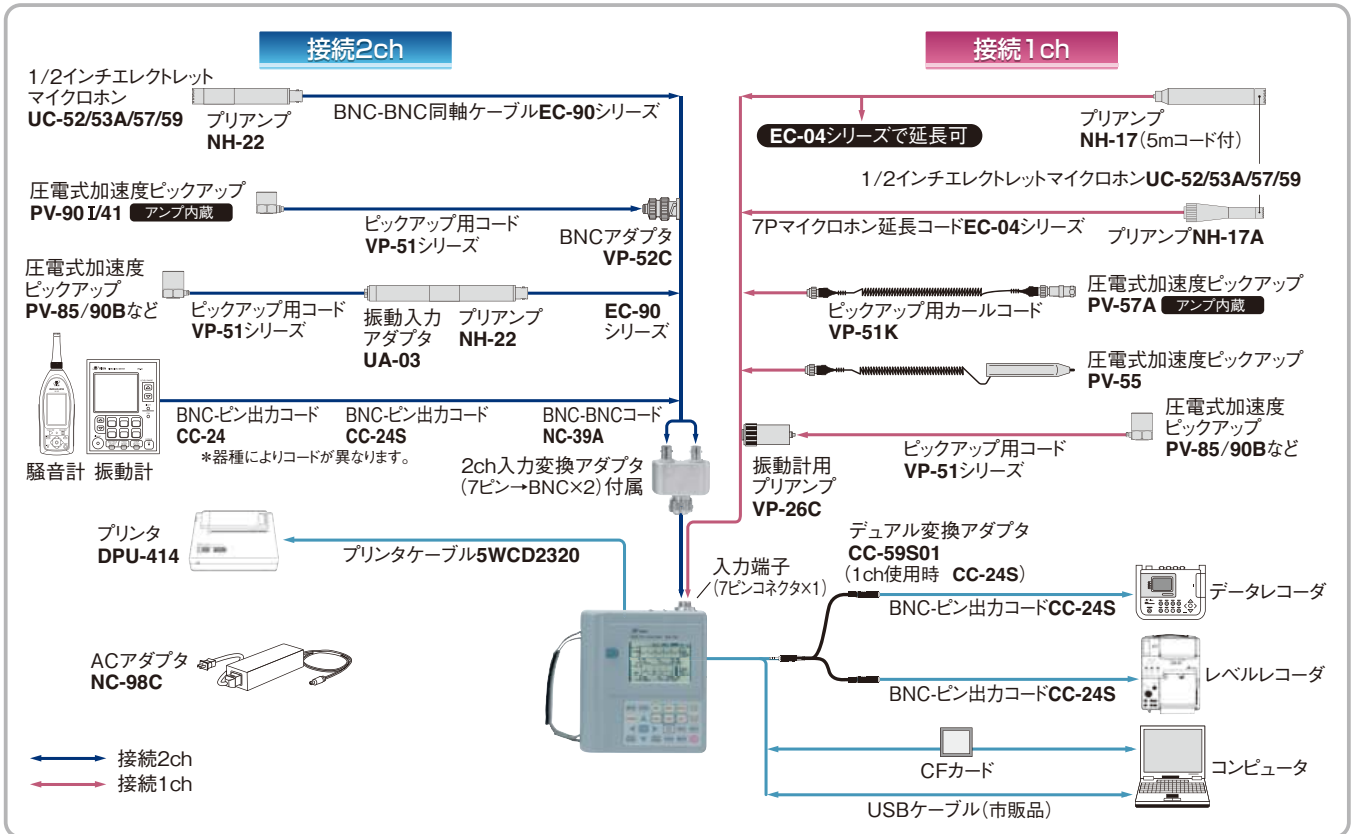 接続2ch
接続1ch
1/2インチエレクトレット
マイクロホン
UC-52/53A/57/59
プリアンプ
NH-22
BNC-BNC同軸ケーブルEC-90シリーズ
圧電式加速度ピックアップ
PV-90I/41 アンプ内蔵
ピックアップ用コード
VP-51シリーズ
BNCアダプタ
VP-52C
圧電式加速度
ピックアップ
PV-85/90Bなど
ピックアップ用コード
VP-51シリーズ
振動入力
アダプタ
UA-03
プリアンプ
NH-22
EC-90
シリーズ
BNC-ピン出力コード
CC-24
BNC-ピン出力コード
CC-24S
BNC-BNCコード
NC-39A
*器種によりコードが異なります。
騒音計
振動計
2ch入力変換アダプタ
(7ピン→BNC×2)付属
プリンタ
DPU-414
プリンタケーブル5WCD2320
ACアダプタ
NC-98C
接続2ch
接続1ch
EC-04シリーズで延長可
プリアンプ
NH-17(5mコード付)
1/2インチエレクトレットマイクロホンUC-52/53A/57/59
7Pマイクロホン延長コードEC-04シリーズ
プリアンプNH-17A
ピックアップ用カールコード
VP-51K
圧電式加速度ピックアップ
PV-57A アンプ内蔵
圧電式加速度ピックアップ
PV-55
圧電式加速度
ピックアップ
PV-85/90Bなど
ピックアップ用コード
VP-51シリーズ
振動計用
プリアンプ
VP-26C
入力端子
(7ピンコネクタ×1)
デュアル変換アダプタ
CC-59S01
(1ch使用時 CC-24S)
BNC-ピン出力コードCC-24S
データレコーダ
BNC-ピン出力コードCC-24S
レベルレコーダ
CFカード
コンピュータ
USBケーブル(市販品)